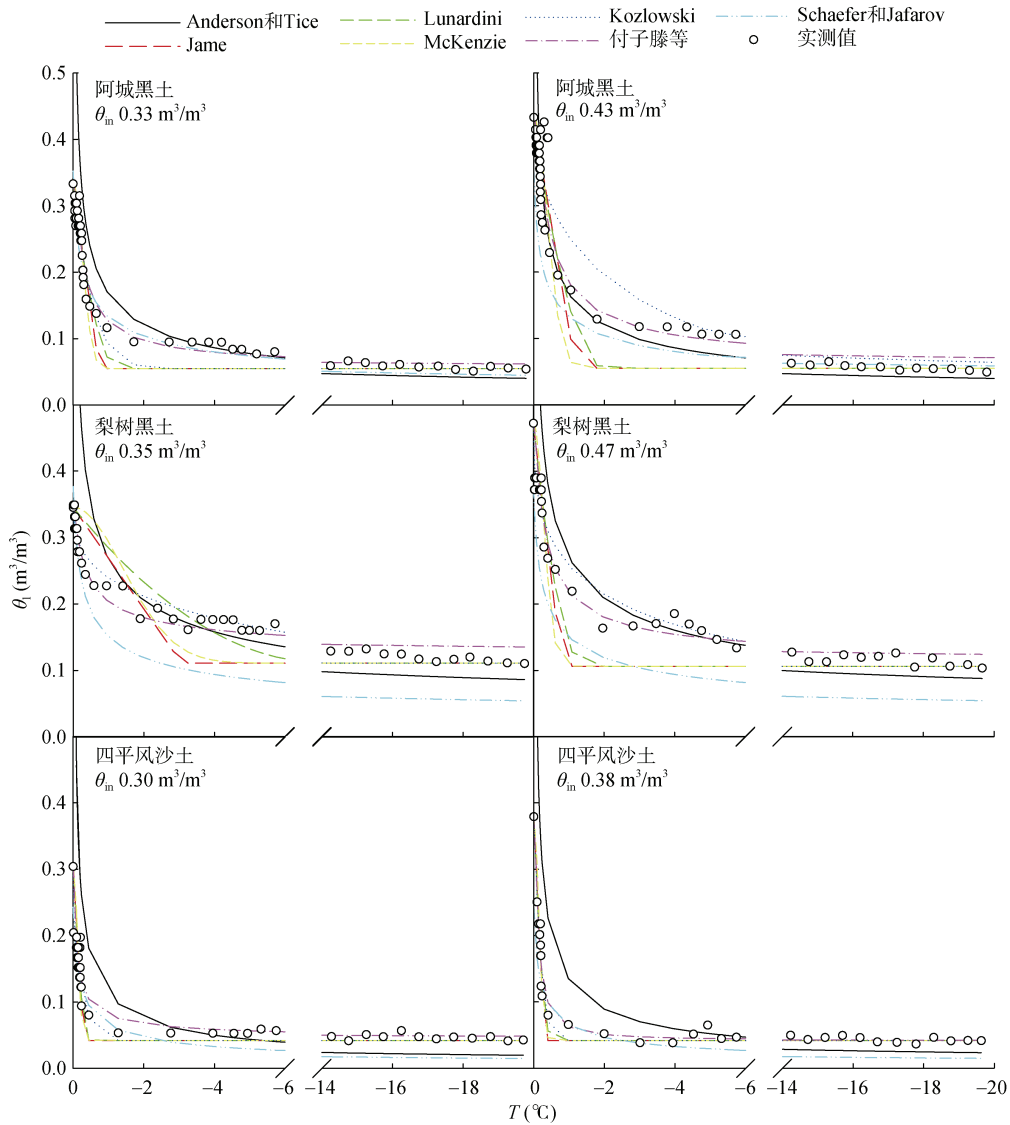 Anderson和Tice
Lunardini
Kozlowski
Schaefer和Jafarov
Jame
McKenzie
付子腾等
实测值
0.5
0.4
0.3
0.2
0.1
0.0
阿城黑土
θin 0.33 m³/m³
阿城黑土
θin 0.43 m³/m³
0.4
0.3
0.2
0.1
0.0
梨树黑土
θin 0.35 m³/m³
梨树黑土
θin 0.47 m³/m³
θl (m³/m³)
0.4
0.3
0.2
0.1
0.0
四平风沙土
θin 0.30 m³/m³
四平风沙土
θin 0.38 m³/m³
0 −2 −4 −6 −14 −16 −18 0 −2 −4 −6 −14 −16 −18 −20
T (℃)